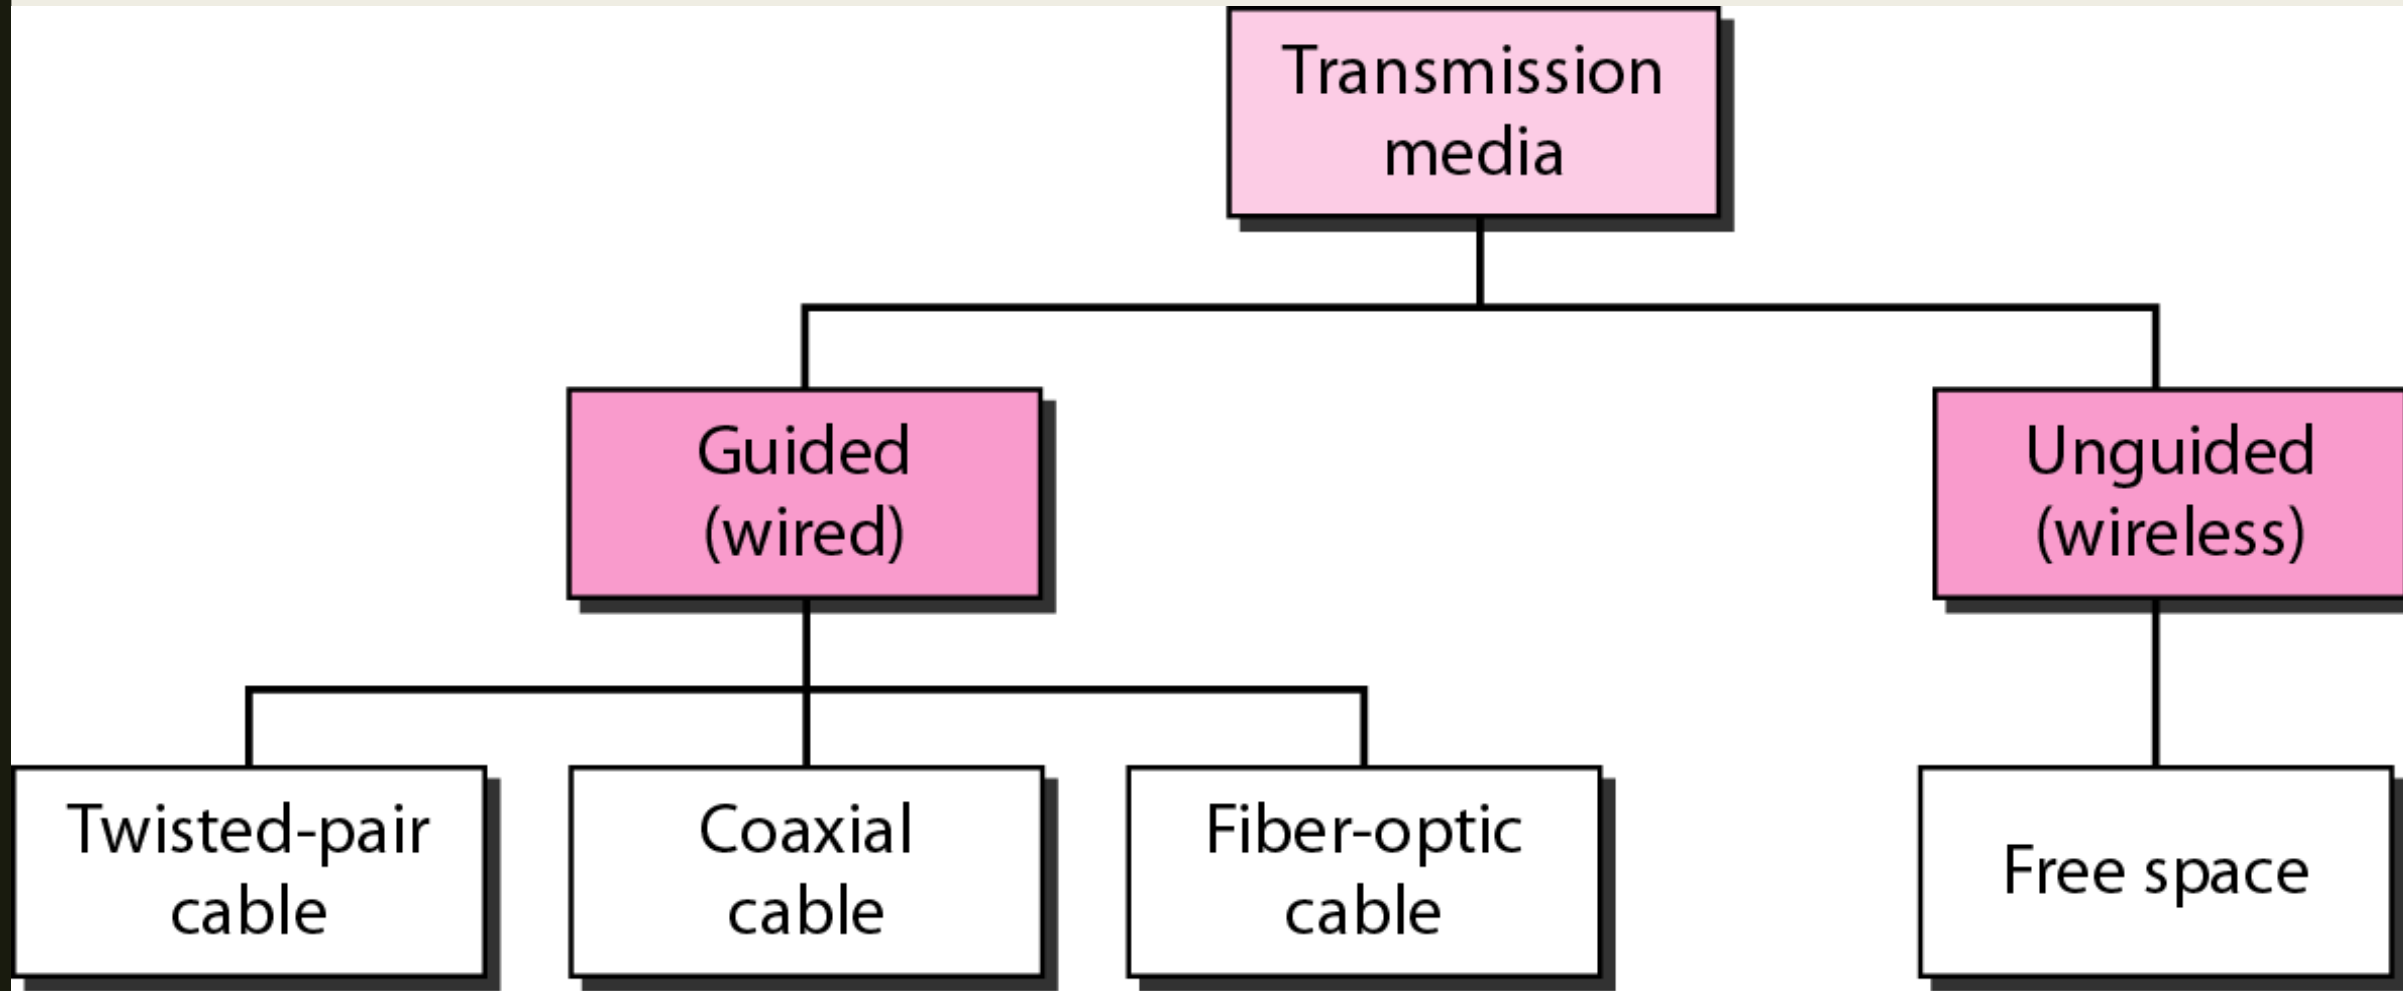 Transmission
media
Guided
(wired)
Unguided
(wireless)
Twisted-pair
cable
Coaxial
cable
Fiber-optic
cable
Free space